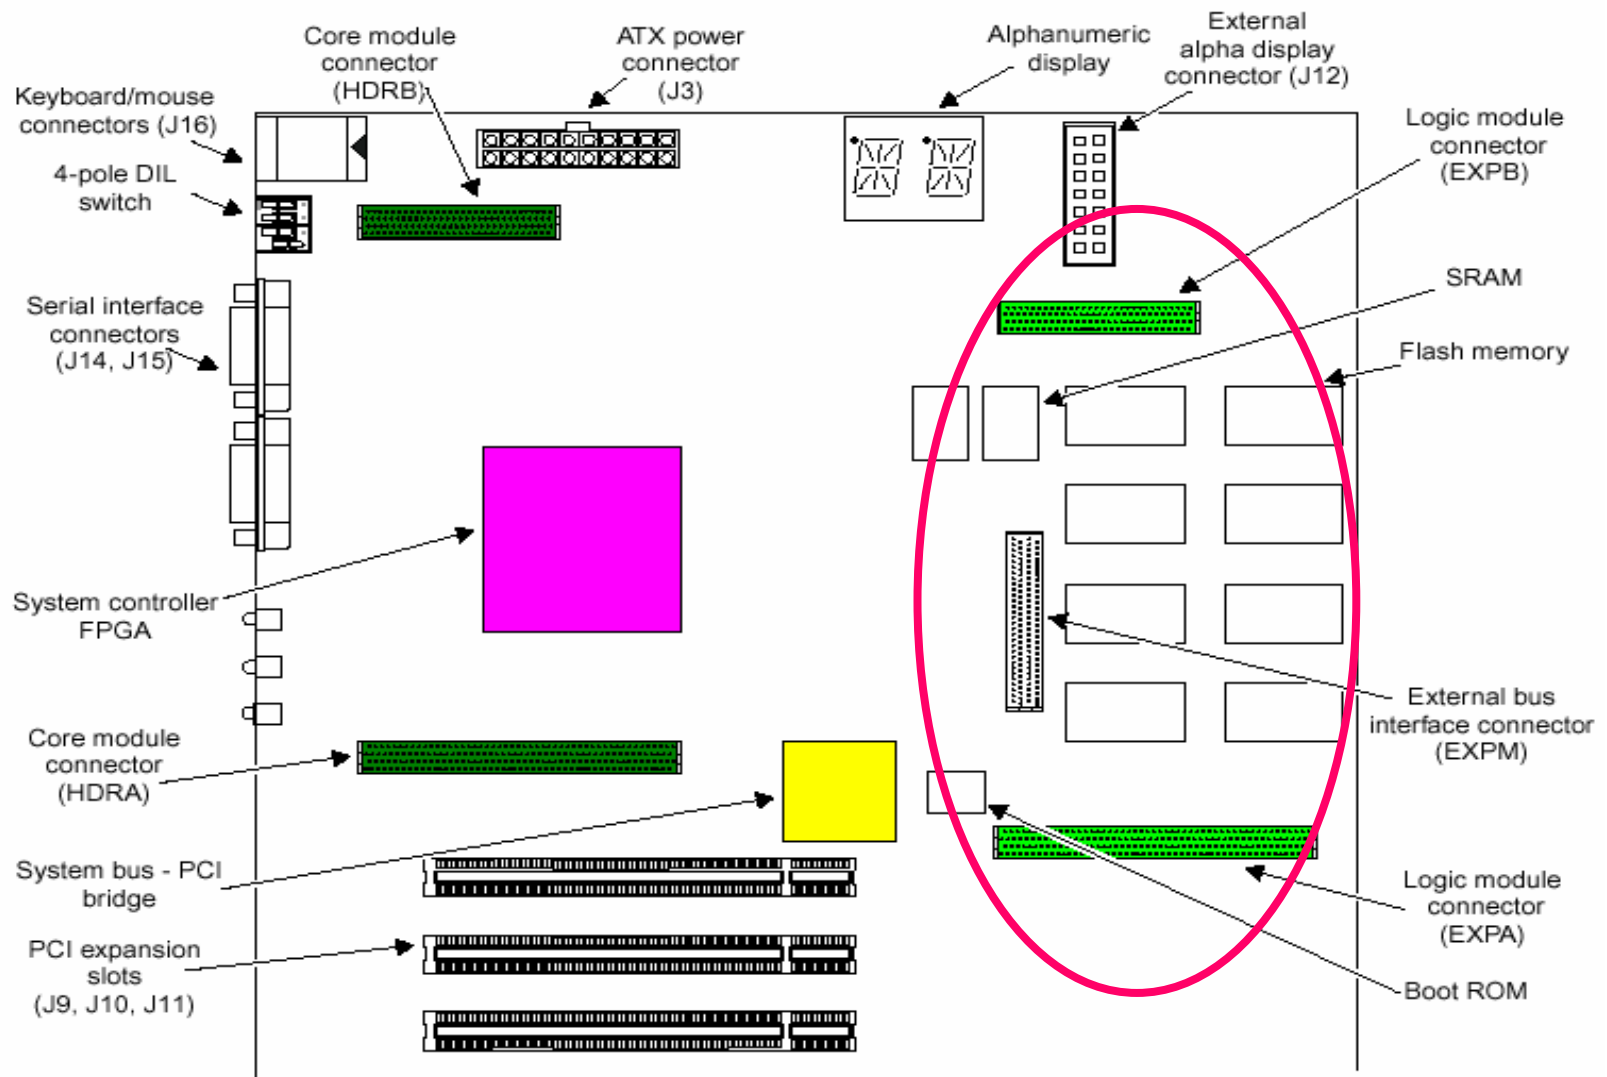 Core module
connector
(HDRB)
ATX power
connector
(J3)
Alphanumeric
display
External
alpha display
connector (J12)
Keyboard/mouse
connectors (J16)
4-pole DIL
switch
Logic module
connector
(EXPB)
SRAM
Serial interface
connectors
(J14, J15)
Flash memory
System controller
FPGA
External bus
interface connector
(EXPM)
Core module
connector
(HDRA)
System bus - PCI
bridge
Logic module
connector
(EXPA)
PCI expansion
slots
(J9, J10, J11)
Boot ROM